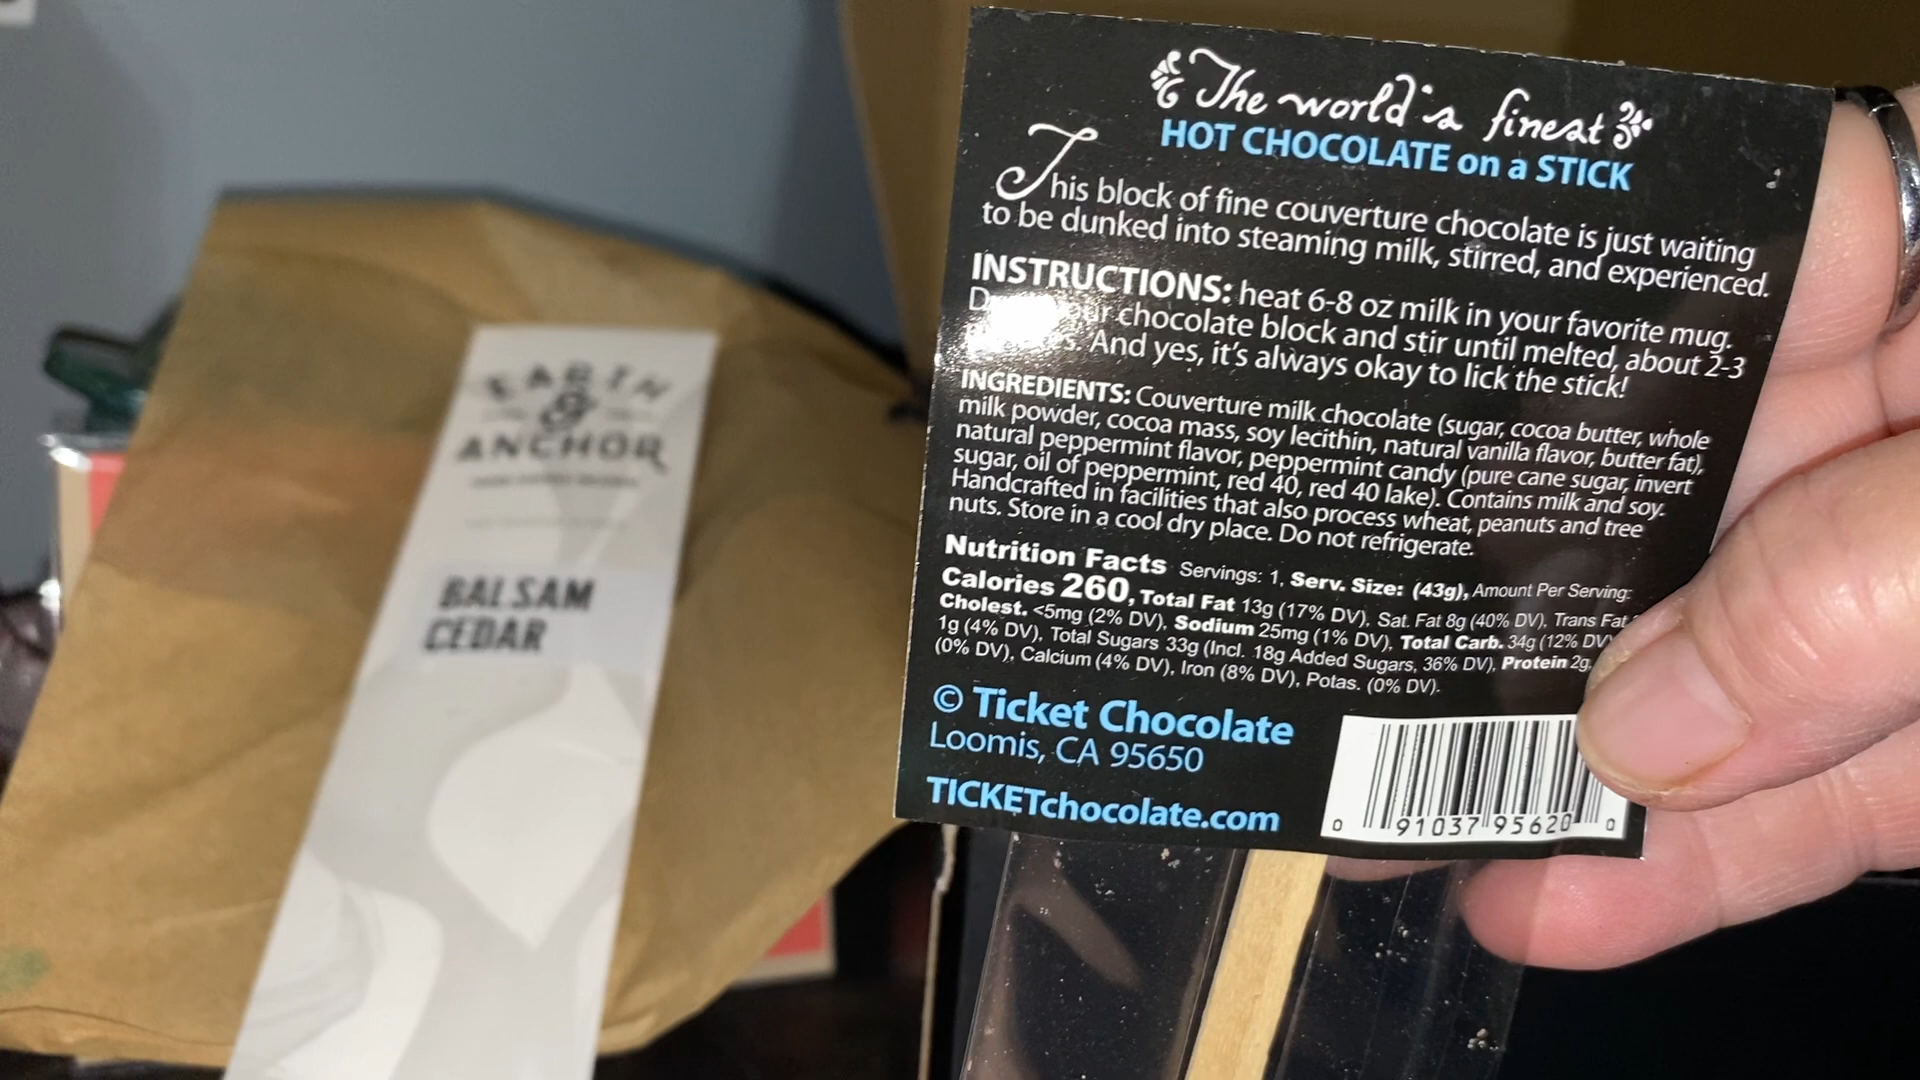 EARTH
&
ANCHOR
BALSAM
CEDAR
The world's finest
HOT CHOCOLATE on a STICK
This block of fine couverture chocolate is just waiting
to be dunked into steaming milk, stirred, and experienced.
INSTRUCTIONS: heat 6-8 oz milk in your favorite mug.
chocolate block and stir until melted, about 2-3
And yes, it's always okay to lick the stick!
INGREDIENTS: Couverture milk chocolate (sugar, cocoa butter, whole
milk powder, cocoa mass, soy lecithin, natural vanilla flavor, butter fat),
natural peppermint flavor, peppermint candy (pure cane sugar, invert
sugar, oil of peppermint, red 40, red 40 lake). Contains milk and soy.
Handcrafted in facilities that also process wheat, peanuts and tree
nuts. Store in a cool dry place. Do not refrigerate.
Nutrition Facts Servings: 1, Serv. Size: (43g), Amount Per Serving:
Calories 260, Total Fat 13g (17% DV), Sat. Fat 8g (40% DV), Trans Fat
Cholest. <5mg (2% DV), Sodium 25mg (1% DV), Total Carb. 34g (12% DV)
1g (4% DV), Total Sugars 33g (Incl. 18g Added Sugars, 36% DV), Protein 2g,
(0% DV), Calcium (4% DV), Iron (8% DV), Potas. (0% DV).
© Ticket Chocolate
Loomis, CA 95650
TICKETchocolate.com
0 91037 95620 0